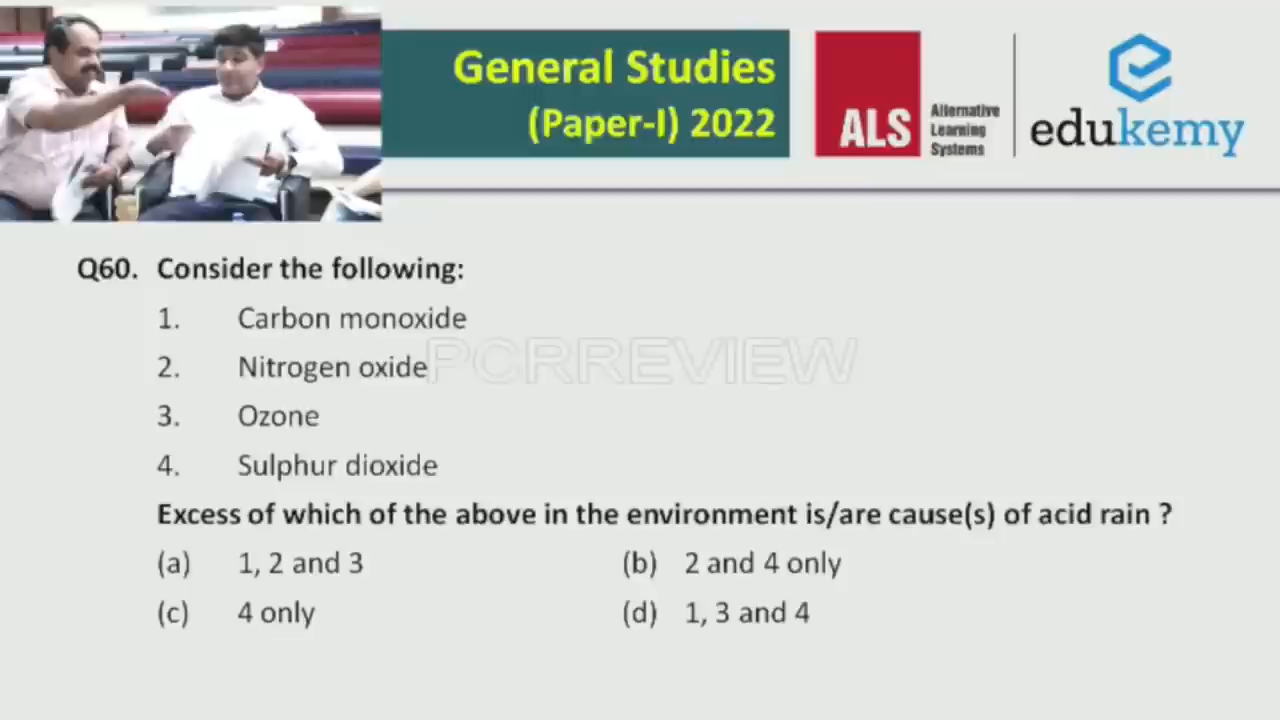 General Studies
(Paper-I) 2022
ALS
Alternative
Learning
Systems
edukemy
Q60. Consider the following:
1. Carbon monoxide
2. Nitrogen oxide
3. Ozone
4. Sulphur dioxide
PCRREVIEW
Excess of which of the above in the environment is/are cause(s) of acid rain ?
(a) 1, 2 and 3 (b) 2 and 4 only
(c) 4 only (d) 1, 3 and 4